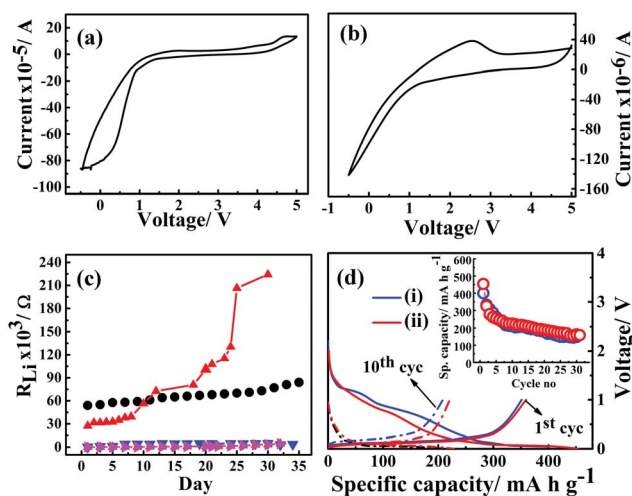 (a)
Current x10⁻⁵/ A
20
0
-20
-40
-60
-80
-100
0 1 2 3 4 5
Voltage/ V
(b)
Current x10⁻⁶/ A
40
0
-40
-80
-120
-160
-1 0 1 2 3 4 5
Voltage/ V
(c)
R_Li x10³/ Ω
240
210
180
150
120
90
60
30
0
0 5 10 15 20 25 30 35
Day
(d)
(i)
(ii)
10th cyc
1st cyc
Sp. capacity/ mA h g⁻¹
600
500
400
300
200
100
0
0 5 10 15 20 25 30
Cycle no
Voltage/ V
4
3
2
1
0
0 100 200 300 400
Specific capacity/ mA h g⁻¹